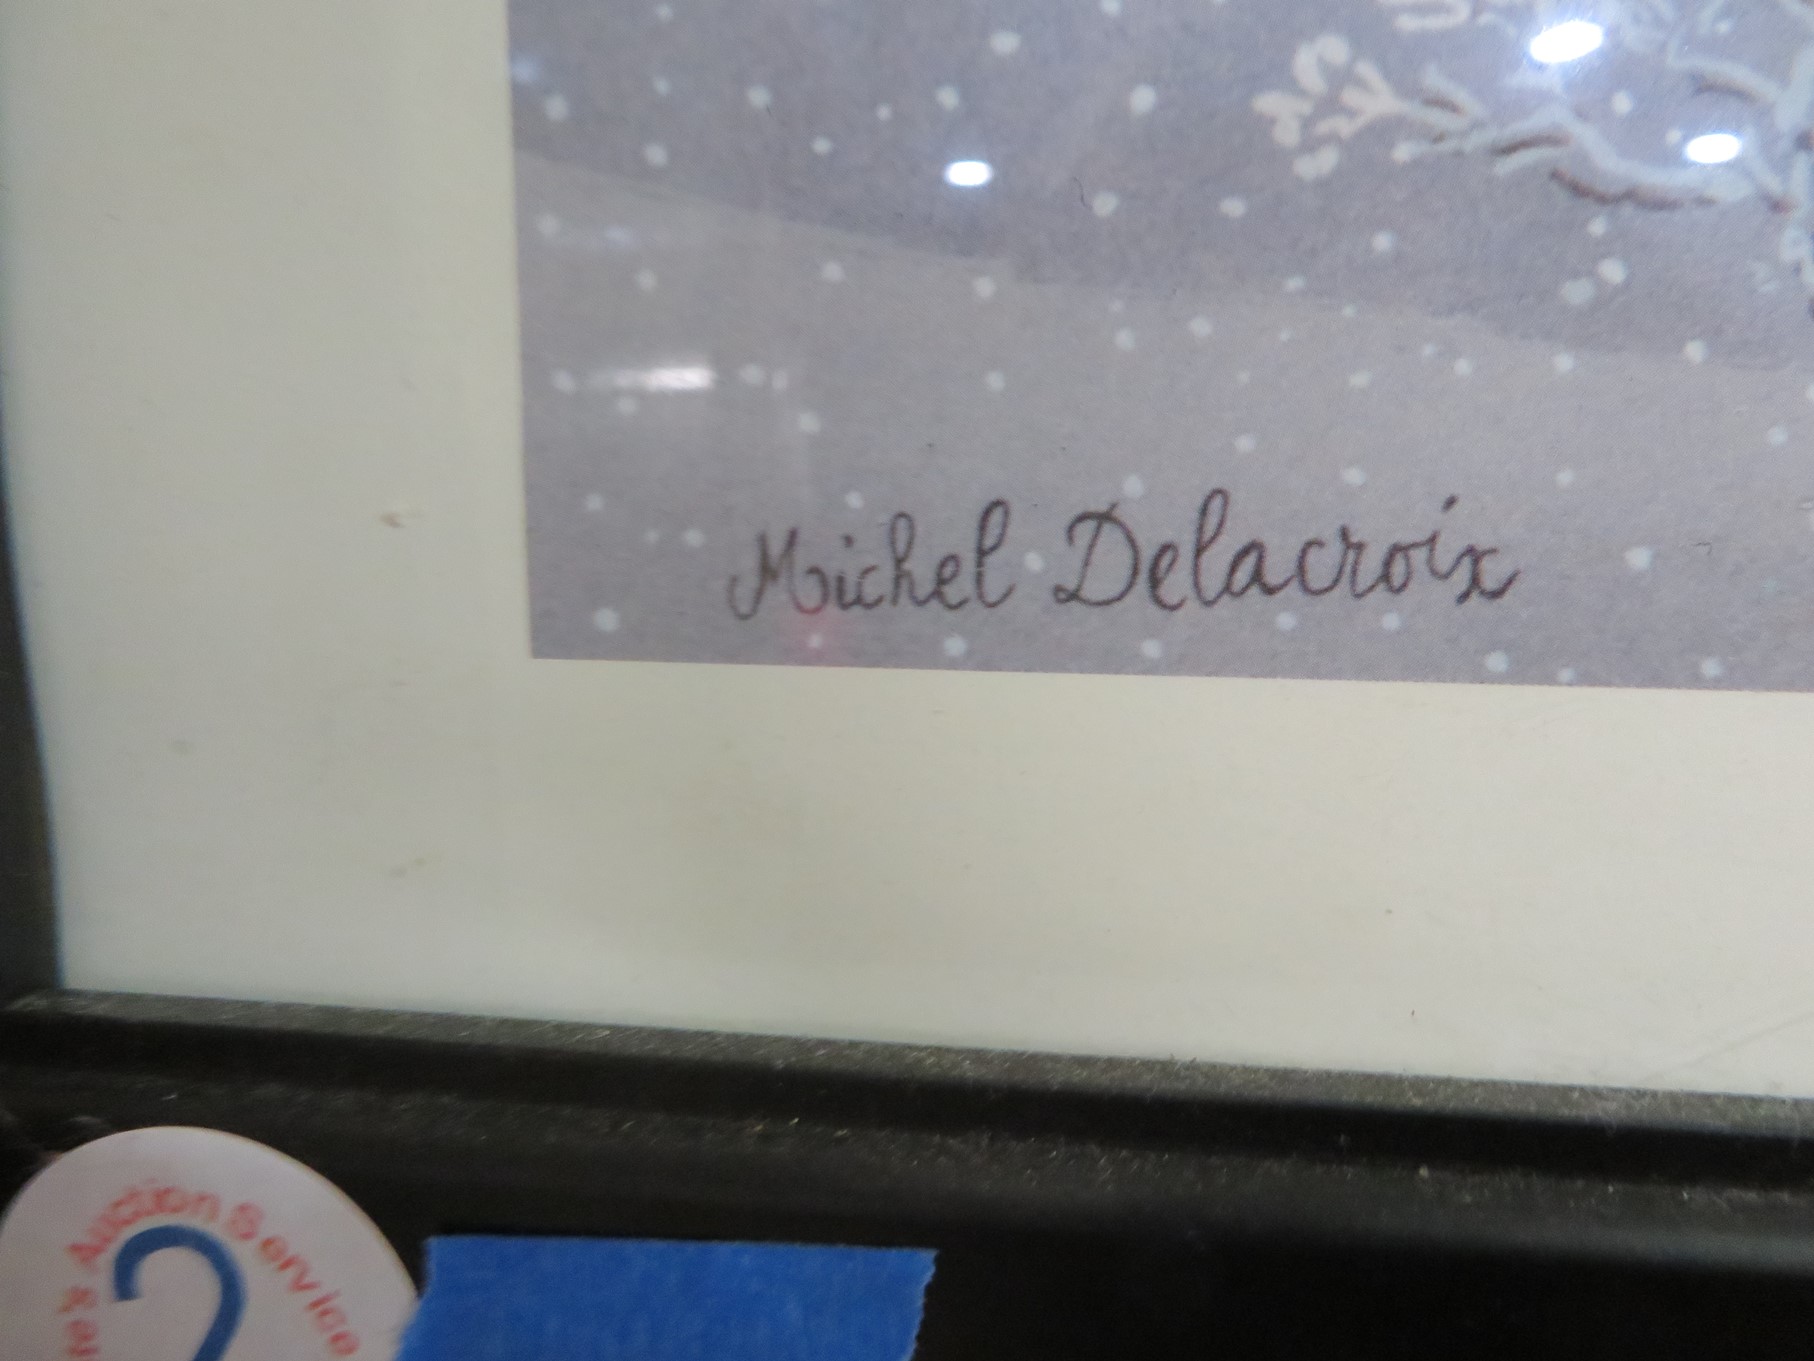 Michel Delacroix
Auction Service
2